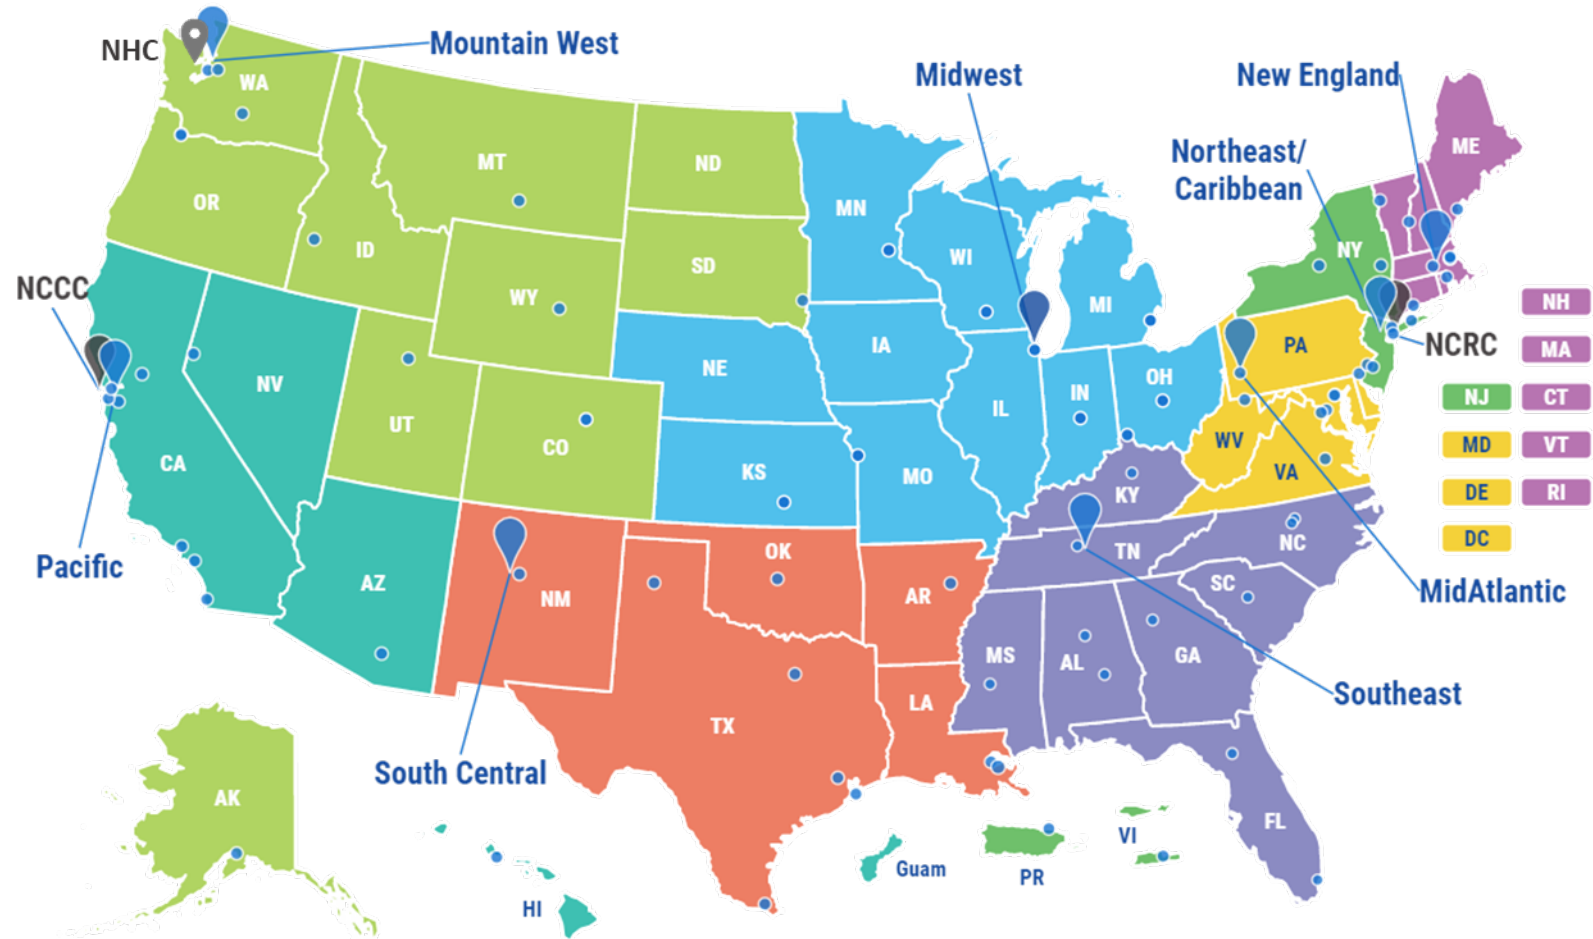 NHC
Mountain West
WA
Midwest
New England
Northeast/
Caribbean
ME
MT
ND
OR
MN
NY
ID
WI
SD
NCCC
WY
MI
NH
NCRC
IA
PA
MA
NE
OH
NV
IN
NJ
CT
UT
IL
CO
WV
MD
VT
CA
KS
MO
VA
KY
DE
RI
DC
Pacific
OK
TN
NC
AZ
SC
MidAtlantic
NM
AR
MS
AL
GA
Southeast
LA
TX
South Central
AK
FL
VI
Guam
PR
HI